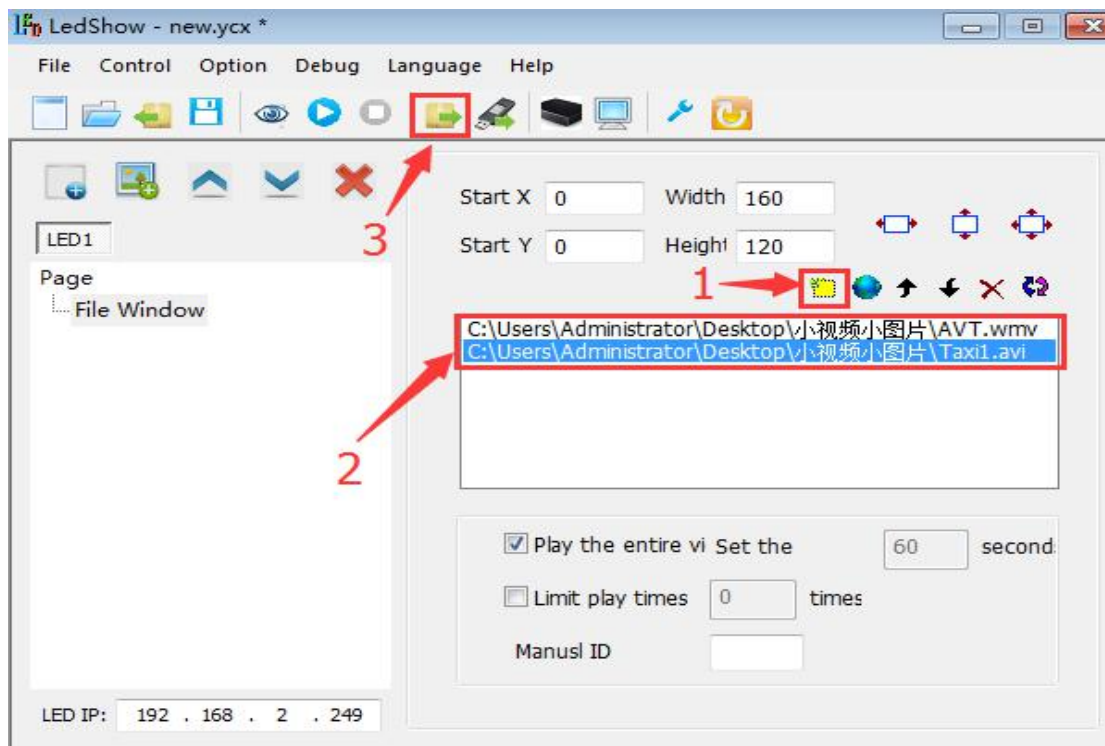 LedShow - new.ycx *
File Control Option Debug Language Help
3
LED1
Page
File Window
Start X 0 Width 160
Start Y 0 Height 120
1
C:\Users\Administrator\Desktop\小视频小图片\AVT.wmv
C:\Users\Administrator\Desktop\小视频小图片\Taxi1.avi
2
Play the entire vi Set the 60 second
Limit play times 0 times
Manusl ID
LED IP: 192 . 168 . 2 . 249